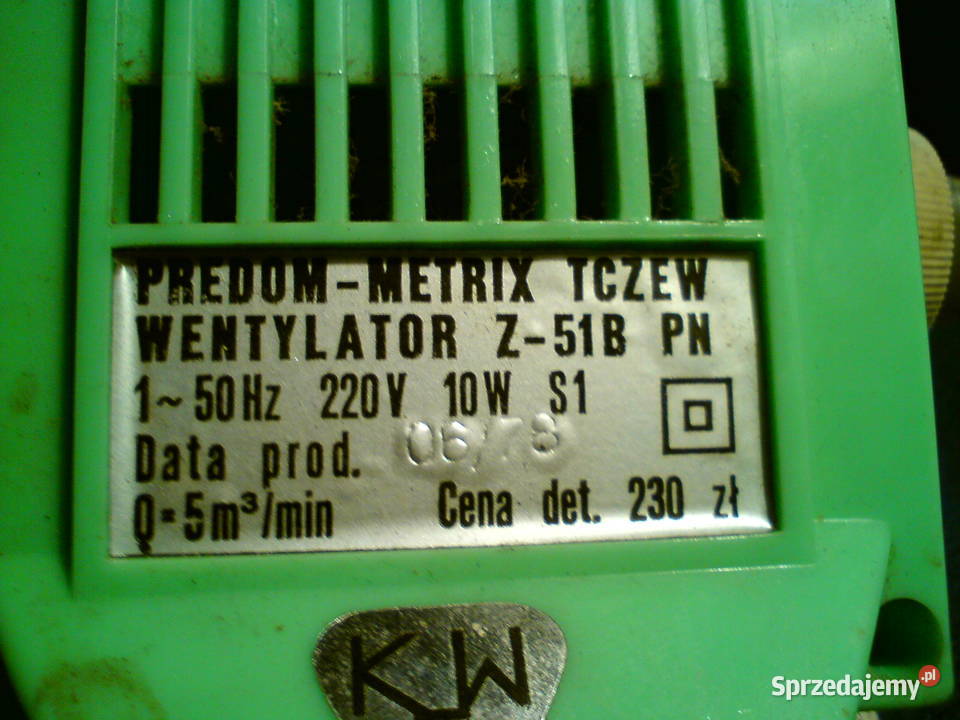 PREDOM-METRIX TCZEW
WENTYLATOR Z-51B PN
1~50Hz 220V 10W S1
Data prod. 06/78
Q=5m³/min Cena det. 230 zł
KW
Sprzedajemy.pl